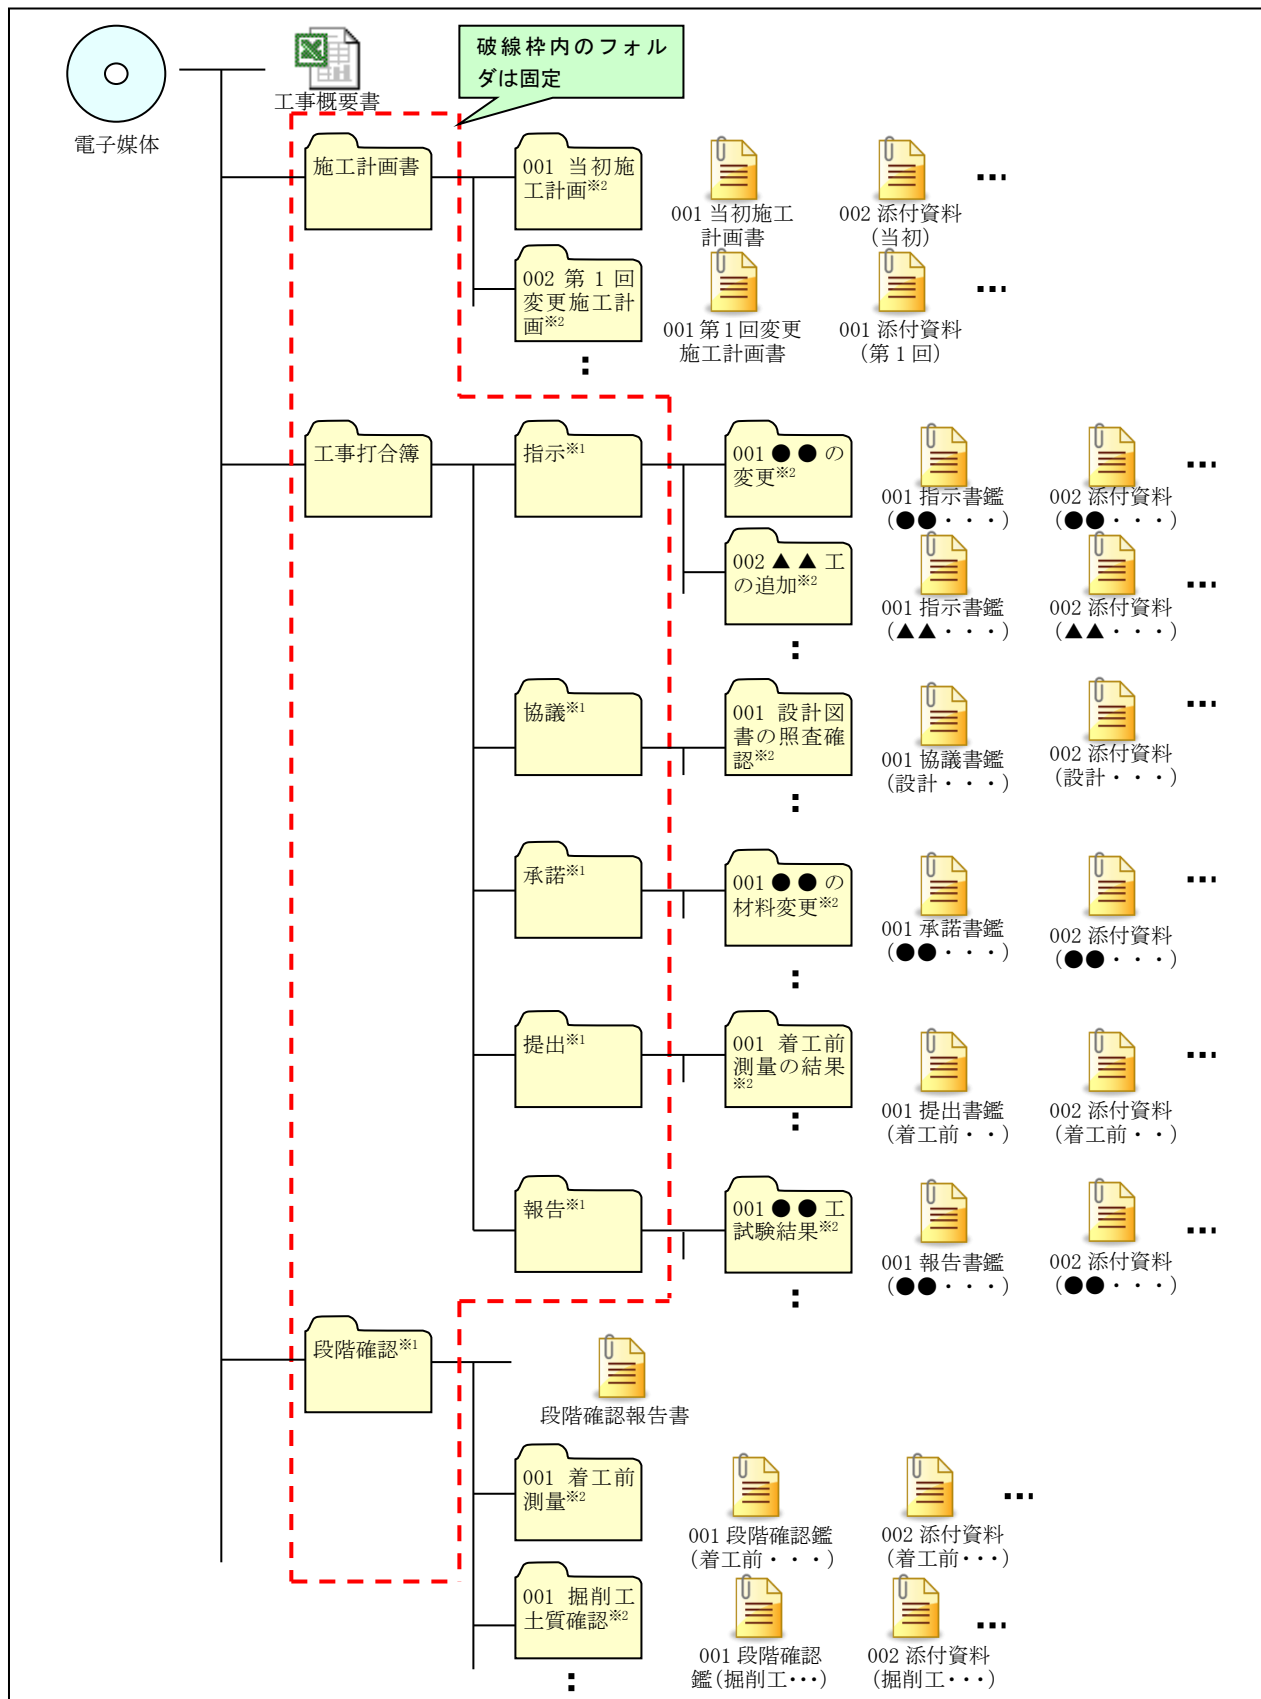 破線枠内のフォル
ダは固定
工事概要書
電子媒体
施工計画書
001 当初施
工計画※2
001 当初施工
計画書
002 添付資料
(当初)
…
002 第 1 回
変更施工計
画※2
001 第 1 回変更
施工計画書
001 添付資料
(第 1 回)
…
:
工事打合簿
指示※1
001 ●●の
変更※2
001 指示書鑑
(●●・・・)
002 添付資料
(●●・・・)
…
002 ▲▲工
の追加※2
001 指示書鑑
(▲▲・・・)
002 添付資料
(▲▲・・・)
…
:
協議※1
001 設計図
書の照査確
認※2
001 協議書鑑
(設計・・・)
002 添付資料
(設計・・・)
…
:
承諾※1
001 ●●の
材料変更※2
001 承諾書鑑
(●●・・・)
002 添付資料
(●●・・・)
…
:
提出※1
001 着工前
測量の結果
※2
001 提出書鑑
(着工前・・)
002 添付資料
(着工前・・)
…
:
報告※1
001 ●●工
試験結果※2
001 報告書鑑
(●●・・・)
002 添付資料
(●●・・・)
…
:
段階確認※1
段階確認報告書
001 着工前
測量※2
001 段階確認鑑
(着工前・・・)
002 添付資料
(着工前・・・)
…
001 掘削工
土質確認※2
001 段階確認
鑑(掘削工・・・)
002 添付資料
(掘削工・・・)
…
: